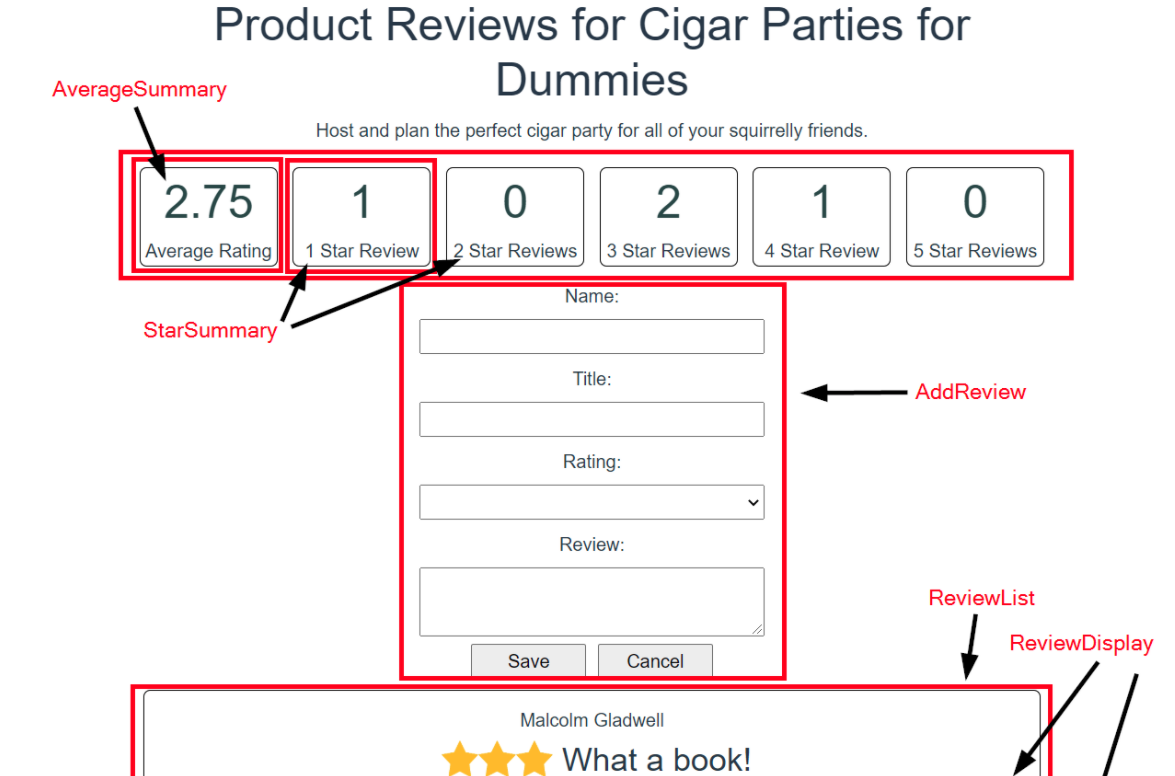 Product Reviews for Cigar Parties for
Dummies
AverageSummary
Host and plan the perfect cigar party for all of your squirrelly friends.
2.75
Average Rating
1
1 Star Review
0
2 Star Reviews
2
3 Star Reviews
1
4 Star Review
0
5 Star Reviews
StarSummary
Name:
Title:
AddReview
Rating:
Review:
Save
Cancel
ReviewList
ReviewDisplay
Malcolm Gladwell
What a book!